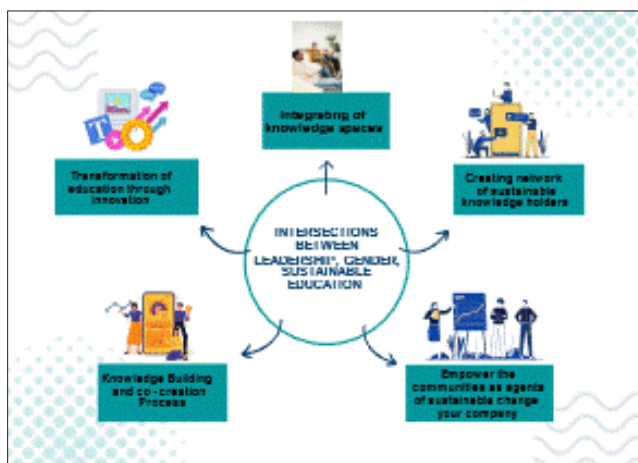 Integrating of
knowledge spaces
Transformation of
education through
innovation
Creating network
of sustainable
knowledge holders
INTERSECTIONS
BETWEEN
LEADERSHIP, GENDER,
SUSTAINABLE
EDUCATION
Knowledge Building
and co-creation
Process
Empower the
communities as agents
of sustainable change
your company